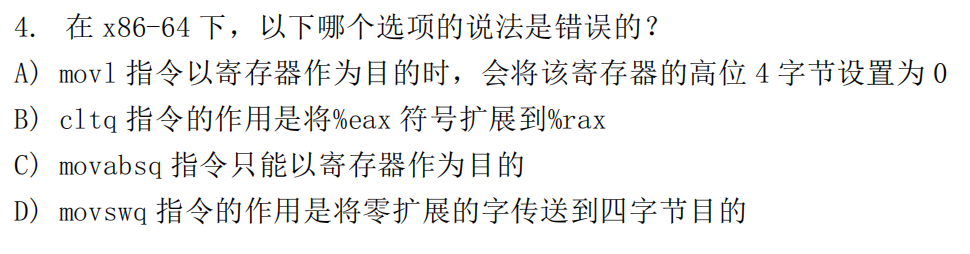 4. 在 x86-64 下，以下哪个选项的说法是错误的？
A) movl 指令以寄存器作为目的时，会将该寄存器的高位 4 字节设置为 0
B) cltq 指令的作用是将%eax 符号扩展到%rax
C) movabsq 指令只能以寄存器作为目的
D) movswq 指令的作用是将零扩展的字传送到四字节目的